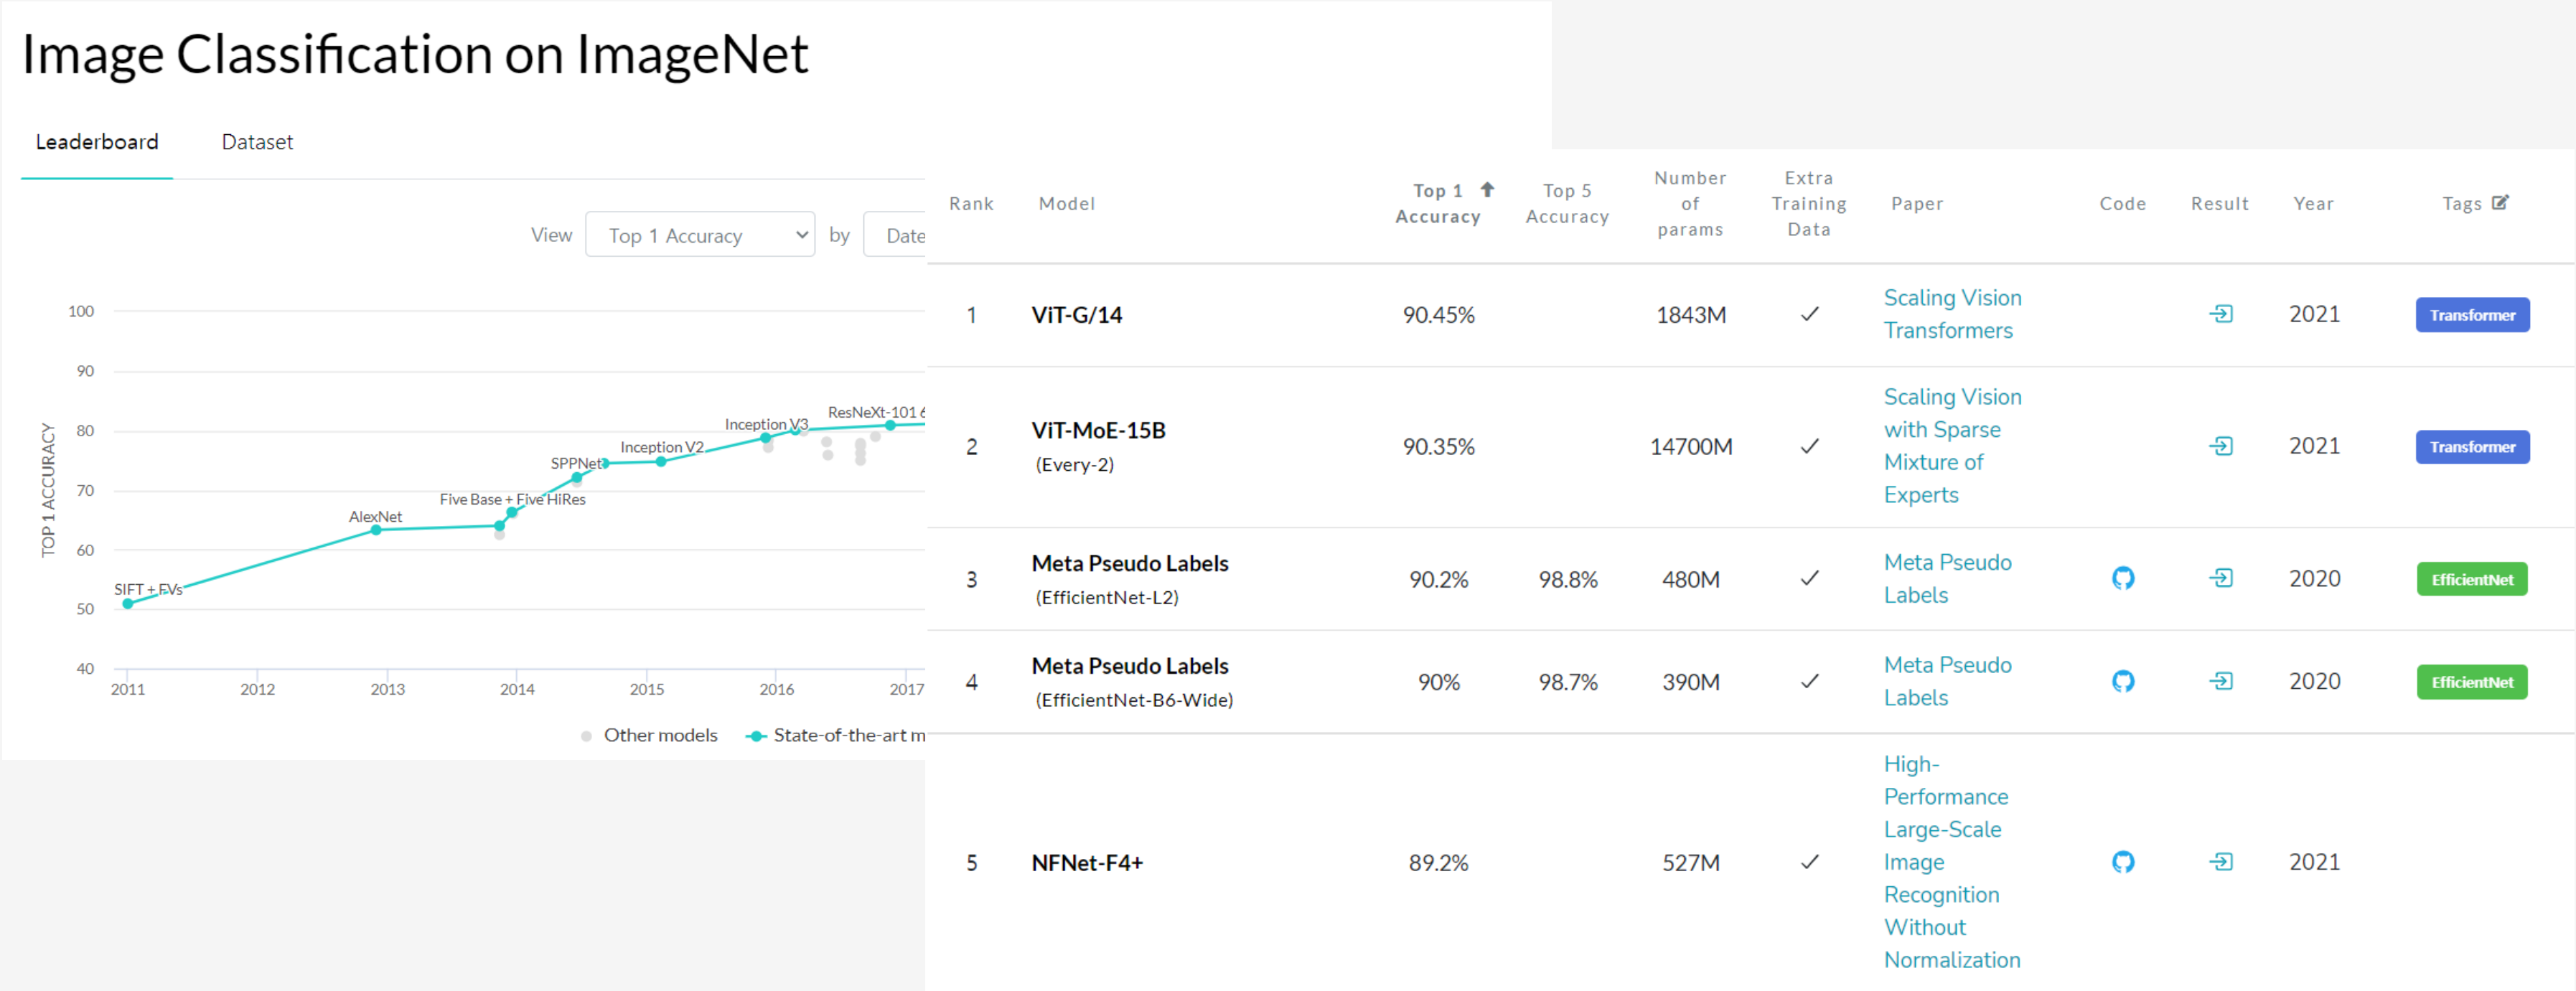 Image Classification on ImageNet
Leaderboard Dataset
View Top 1 Accuracy by Date
TOP 1 ACCURACY
100
90
80
70
60
50
40
SIFT + FVs
AlexNet
Five Base + Five HiRes
SPPNet
Inception V2
Inception V3
ResNeXt-101 6
2011 2012 2013 2014 2015 2016 2017
Other models State-of-the-art m
Rank Model Top 1 Accuracy Top 5 Accuracy Number of params Extra Training Data Paper Code Result Year Tags
1 ViT-G/14 90.45% 1843M Scaling Vision 2021 Transformer
Transformers
2 ViT-MoE-15B 90.35% 14700M Scaling Vision 2021 Transformer
(Every-2) with Sparse
Mixture of
Experts
3 Meta Pseudo Labels 90.2% 98.8% 480M Meta Pseudo 2020 EfficientNet
(EfficientNet-L2) Labels
4 Meta Pseudo Labels 90% 98.7% 390M Meta Pseudo 2020 EfficientNet
(EfficientNet-B6-Wide) Labels
5 NFNet-F4+ 89.2% 527M High- 2021
Performance
Large-Scale
Image
Recognition
Without
Normalization